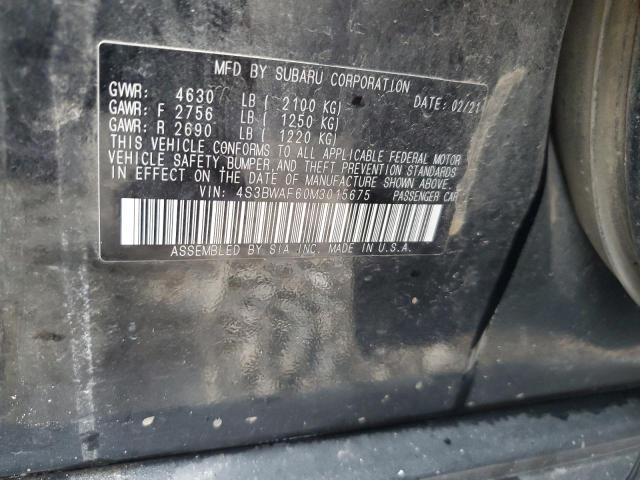 MFD BY SUBARU CORPORATION
GVWR: 4630 LB ( 2100 KG) DATE: 02/21
GAWR: F 2756 LB ( 1250 KG)
GAWR: R 2690 LB ( 1220 KG)
THIS VEHICLE CONFORMS TO ALL APPLICABLE FEDERAL MOTOR
VEHICLE SAFETY,BUMPER,AND THEFT PREVENTION STANDARDS
IN EFFECT ON THE DATE OF MANUFACTURE SHOWN ABOVE.
VIN: 4S3BWAF60M3015675 PASSENGER CAR
ASSEMBLED BY SIA,INC. MADE IN U.S.A.